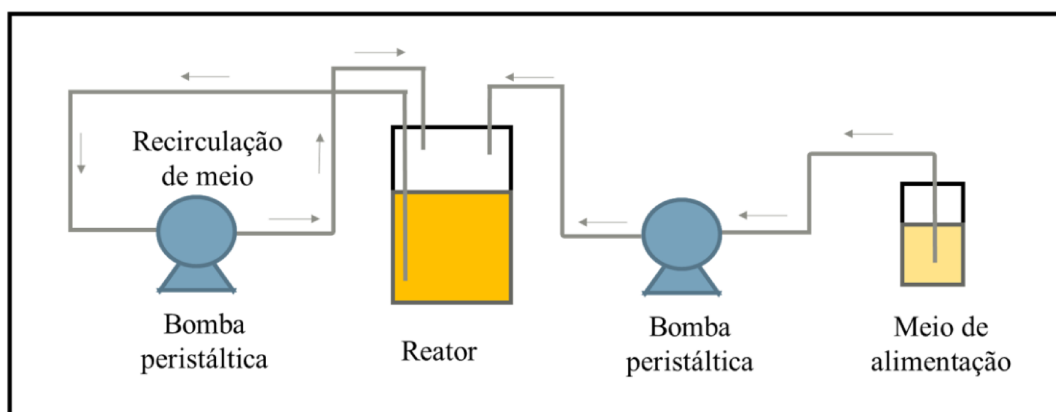 Recirculação
de meio
Bomba
peristáltica
Reator
Bomba
peristáltica
Meio de
alimentação